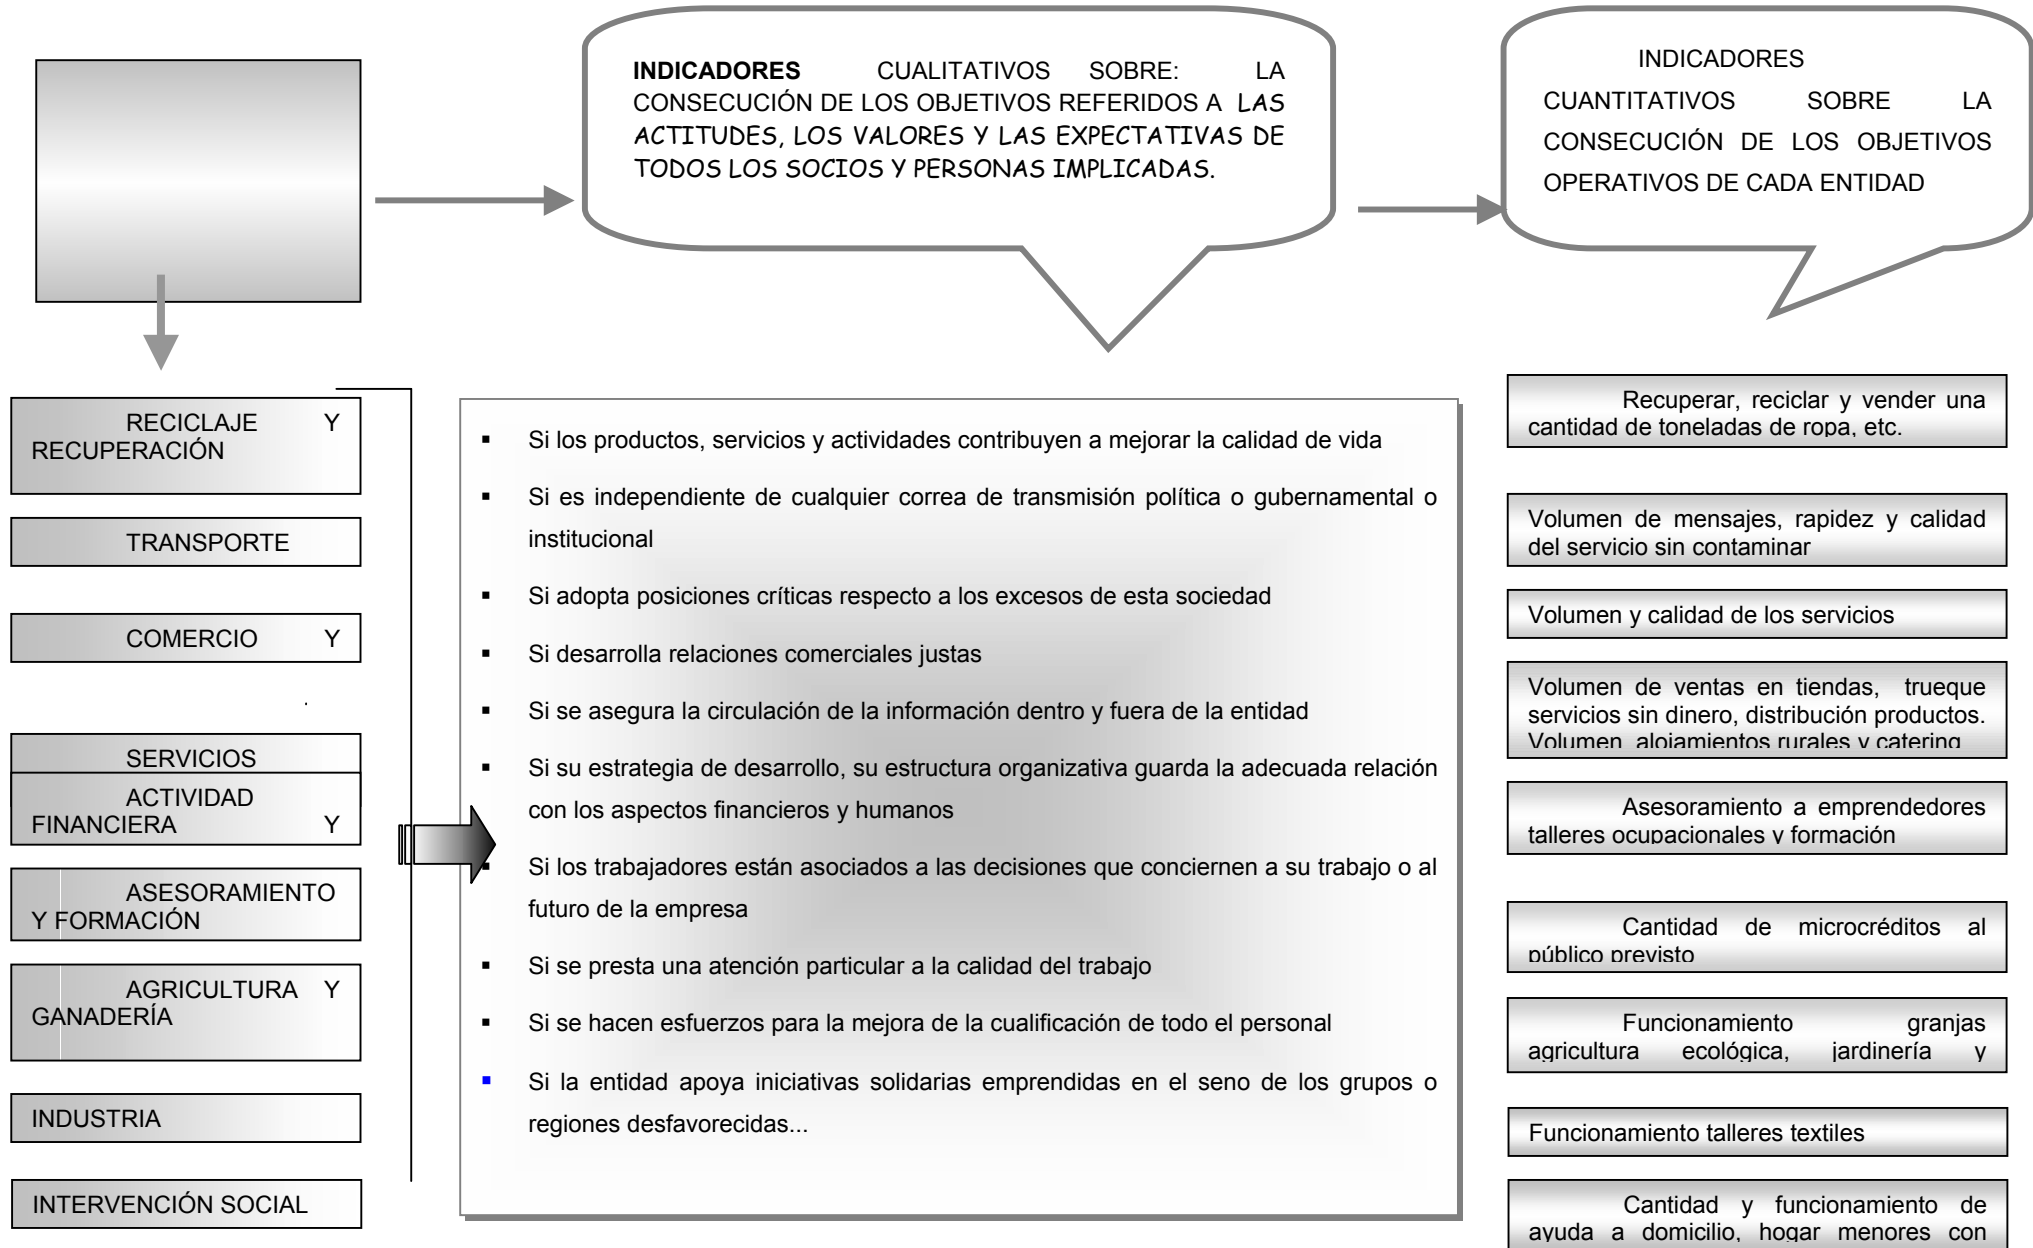 INDICADORES CUALITATIVOS SOBRE: LA
CONSECUCIÓN DE LOS OBJETIVOS REFERIDOS A LAS
ACTITUDES, LOS VALORES Y LAS EXPECTATIVAS DE
TODOS LOS SOCIOS Y PERSONAS IMPLICADAS.
INDICADORES
CUANTITATIVOS SOBRE LA
CONSECUCIÓN DE LOS OBJETIVOS
OPERATIVOS DE CADA ENTIDAD
RECICLAJE Y
RECUPERACIÓN
TRANSPORTE
COMERCIO Y
.
SERVICIOS
ACTIVIDAD
FINANCIERA Y
ASESORAMIENTO
Y FORMACIÓN
AGRICULTURA Y
GANADERÍA
INDUSTRIA
INTERVENCIÓN SOCIAL
▪ Si los productos, servicios y actividades contribuyen a mejorar la calidad de vida
▪ Si es independiente de cualquier correa de transmisión política o gubernamental o
institucional
▪ Si adopta posiciones críticas respecto a los excesos de esta sociedad
▪ Si desarrolla relaciones comerciales justas
▪ Si se asegura la circulación de la información dentro y fuera de la entidad
▪ Si su estrategia de desarrollo, su estructura organizativa guarda la adecuada relación
con los aspectos financieros y humanos
▪ Si los trabajadores están asociados a las decisiones que conciernen a su trabajo o al
futuro de la empresa
▪ Si se presta una atención particular a la calidad del trabajo
▪ Si se hacen esfuerzos para la mejora de la cualificación de todo el personal
▪ Si la entidad apoya iniciativas solidarias emprendidas en el seno de los grupos o
regiones desfavorecidas...
Recuperar, reciclar y vender una
cantidad de toneladas de ropa, etc.
Volumen de mensajes, rapidez y calidad
del servicio sin contaminar
Volumen y calidad de los servicios
Volumen de ventas en tiendas, trueque
servicios sin dinero, distribución productos.
Volumen alojamientos rurales y catering
Asesoramiento a emprendedores
talleres ocupacionales y formación
Cantidad de microcréditos al
público previsto
Funcionamiento granjas
agricultura ecológica, jardinería y
Funcionamiento talleres textiles
Cantidad y funcionamiento de
ayuda a domicilio, hogar menores con